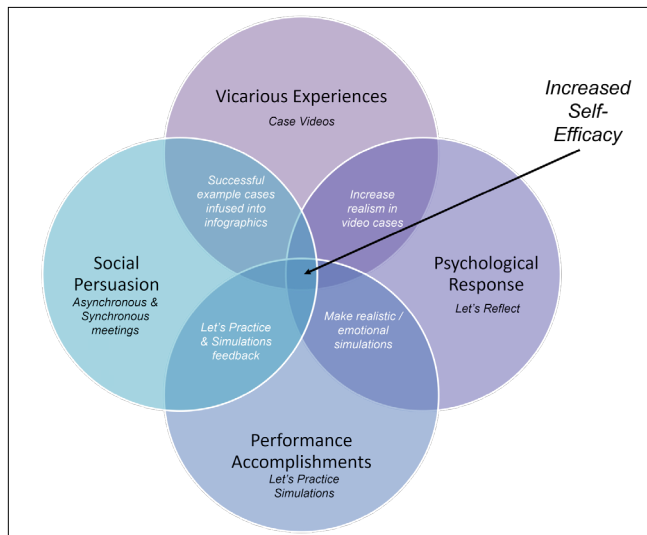 Vicarious Experiences
Case Videos
Increased
Self-
Efficacy
Successful
example cases
infused into
infographics
Increase
realism in
video cases
Social
Persuasion
Asynchronous &
Synchronous
meetings
Psychological
Response
Let's Reflect
Let's Practice
& Simulations
feedback
Make realistic /
emotional
simulations
Performance
Accomplishments
Let's Practice
Simulations